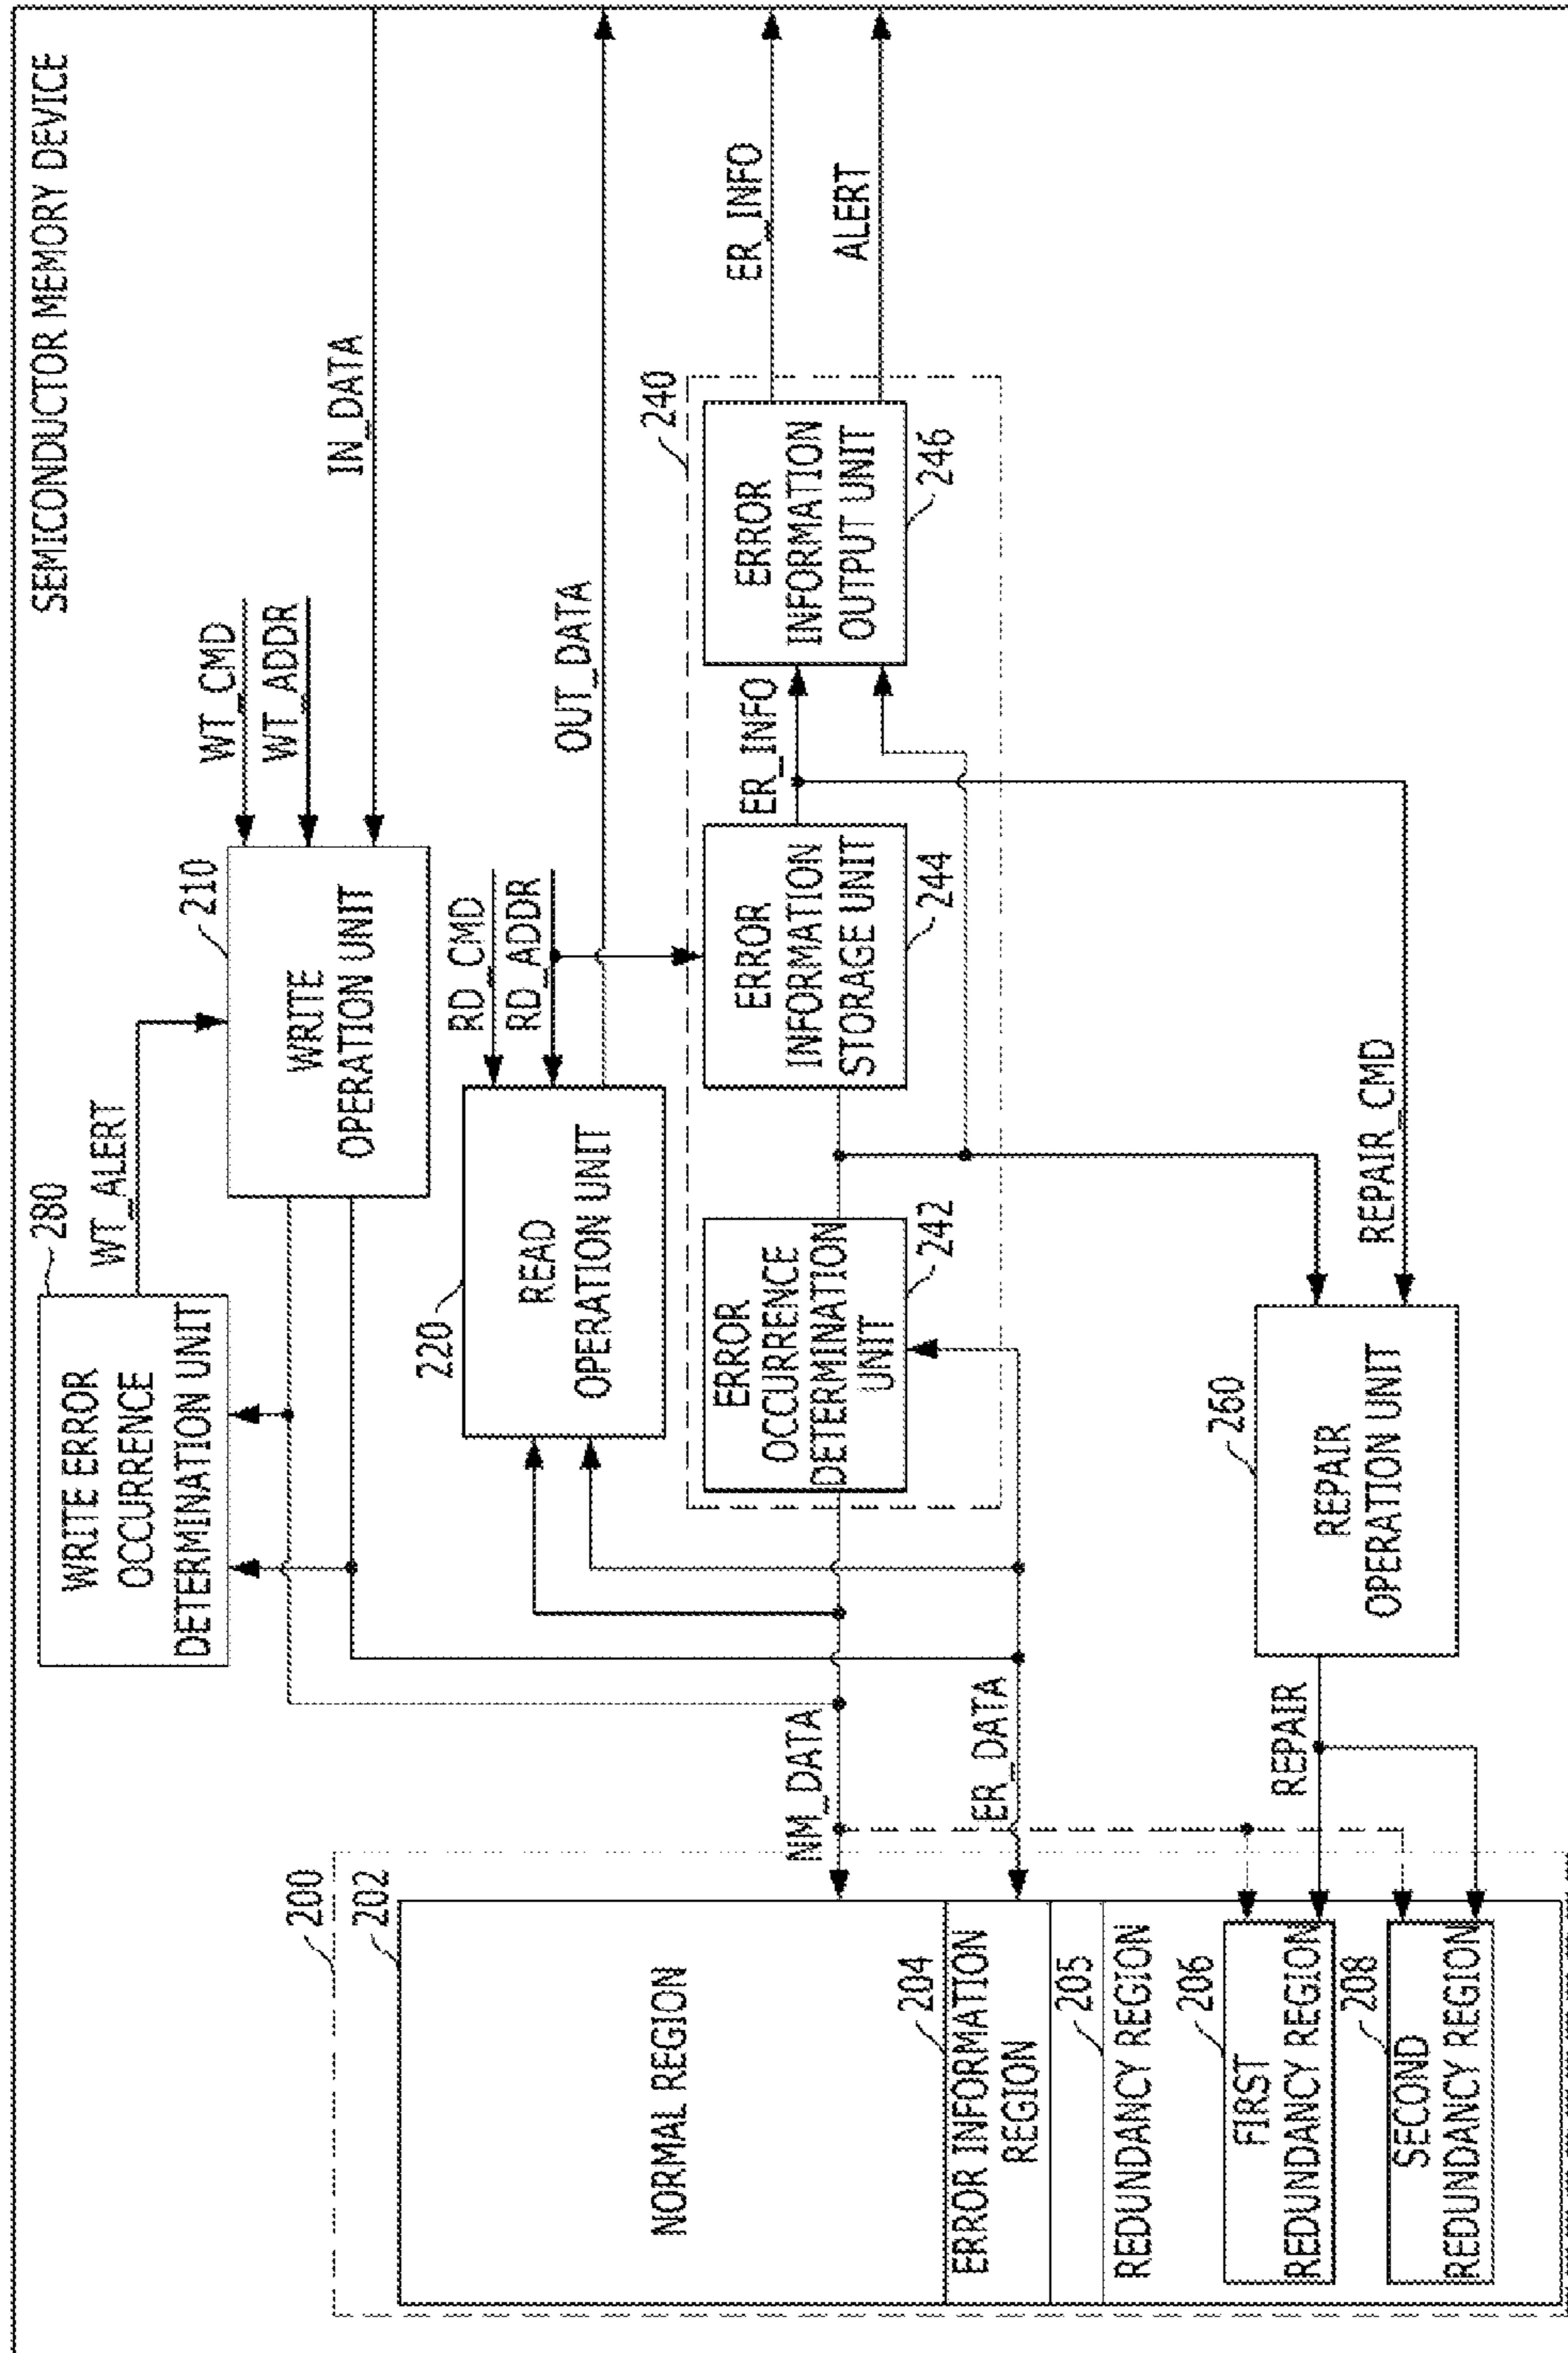 SEMICONDUCTOR MEMORY DEVICE
200
202
NORMAL REGION
204
ERROR INFORMATION
REGION
205
REDUNDANCY REGION
206
FIRST
REDUNDANCY REGION
208
SECOND
REDUNDANCY REGION
280
WRITE ERROR
OCCURRENCE
DETERMINATION UNIT
WT_ALERT
210
WRITE
OPERATION UNIT
WT_CMD
WT_ADDR
IN_DATA
220
READ
OPERATION UNIT
RD_CMD
RD_ADDR
OUT_DATA
NM_DATA
ER_DATA
240
ERROR
OCCURRENCE
DETERMINATION
UNIT
242
ERROR
INFORMATION
STORAGE UNIT
244
ER_INFO
ERROR
INFORMATION
OUTPUT UNIT
246
ER_INFO
ALERT
REPAIR
260
REPAIR
OPERATION UNIT
REPAIR_CMD